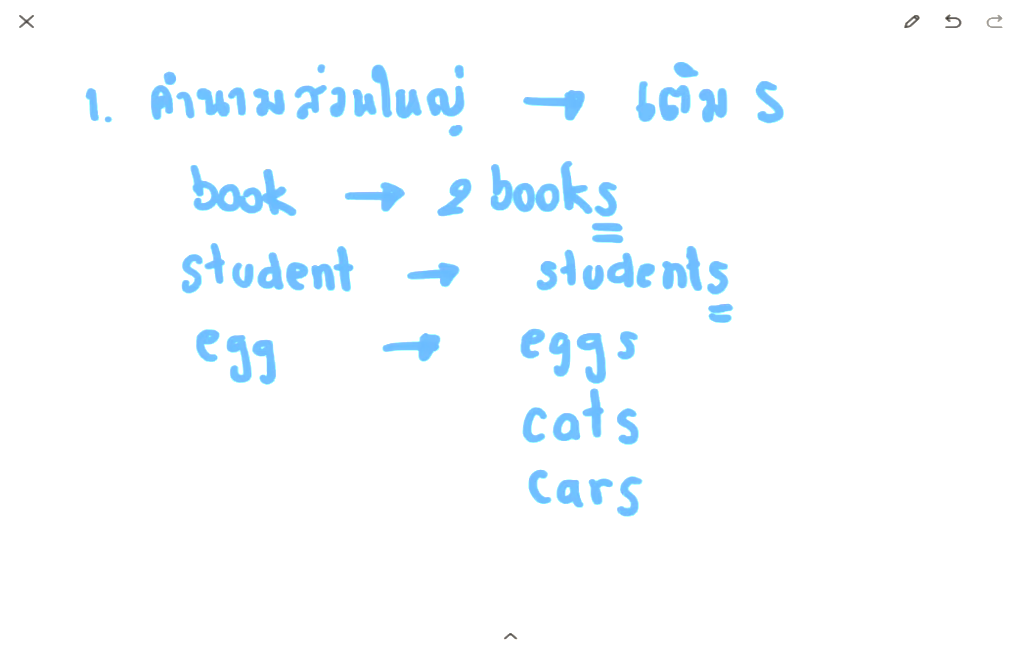 1. คำนามส่วนใหญ่ → เติม s
book → 2 books
student → students
egg → eggs
cats
cars